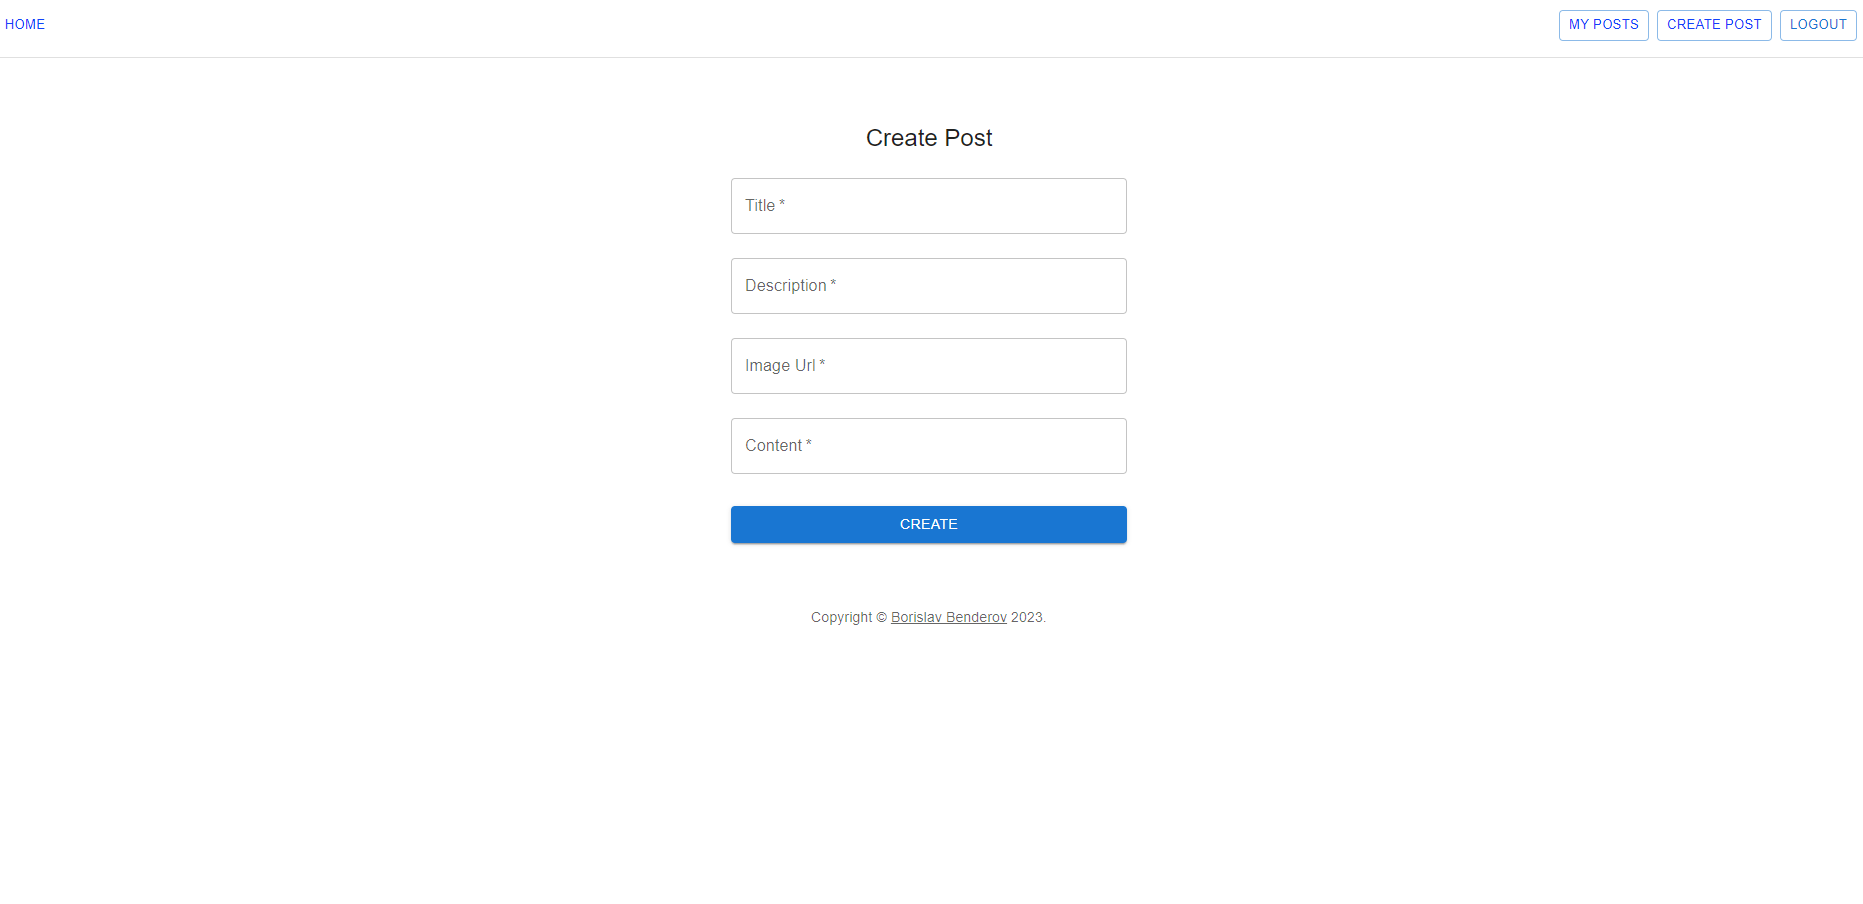 HOME
MY POSTS
CREATE POST
LOGOUT
Create Post
Title *
Description *
Image Url *
Content *
CREATE
Copyright © Borislav Benderov 2023.